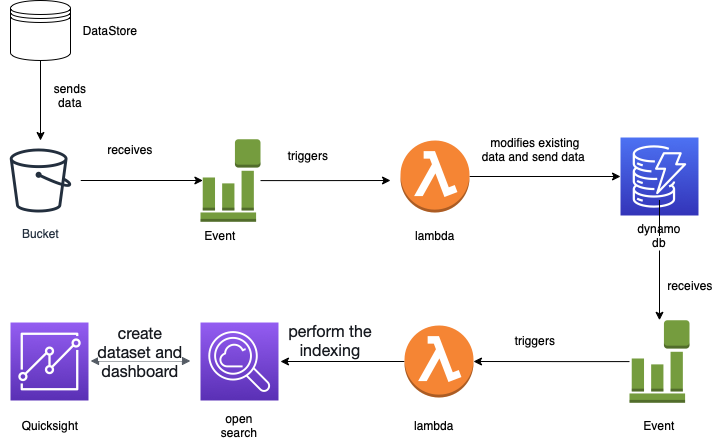 DataStore
sends
data
receives
triggers
modifies existing
data and send data
Bucket
Event
lambda
dynamo
db
receives
create
dataset and
dashboard
perform the
indexing
triggers
Quicksight
open
search
lambda
Event